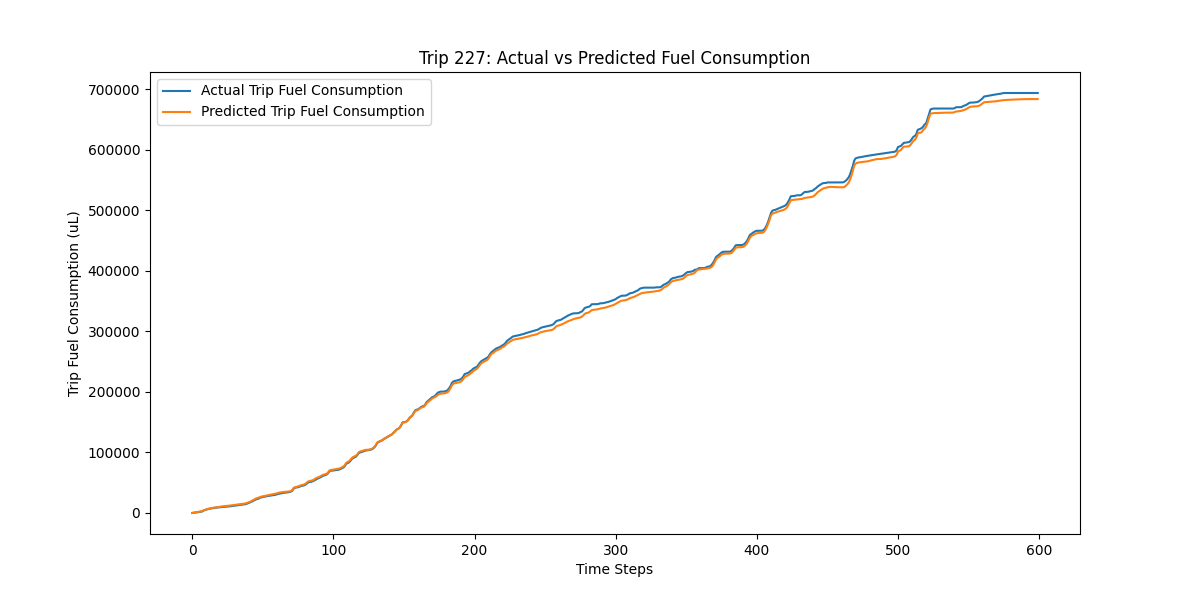 Trip 227: Actual vs Predicted Fuel Consumption
Actual Trip Fuel Consumption
Predicted Trip Fuel Consumption
Trip Fuel Consumption (uL)
700000
600000
500000
400000
300000
200000
100000
0
0 100 200 300 400 500 600
Time Steps